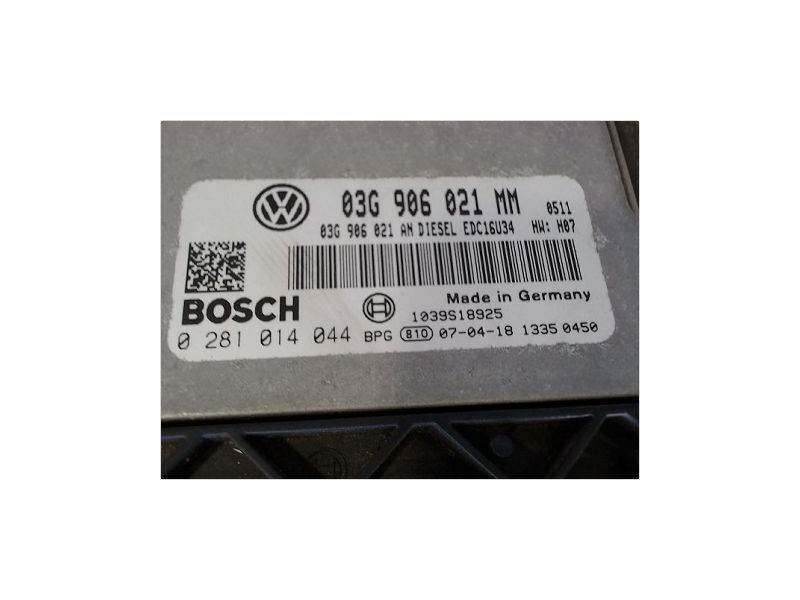 VW 03G 906 021 MM 0511
03G 906 021 AN DIESEL EDC16U34 HW: H07
Made in Germany
BOSCH 1039S18925
0 281 014 044 BPG 810 07-04-18 1335 0450